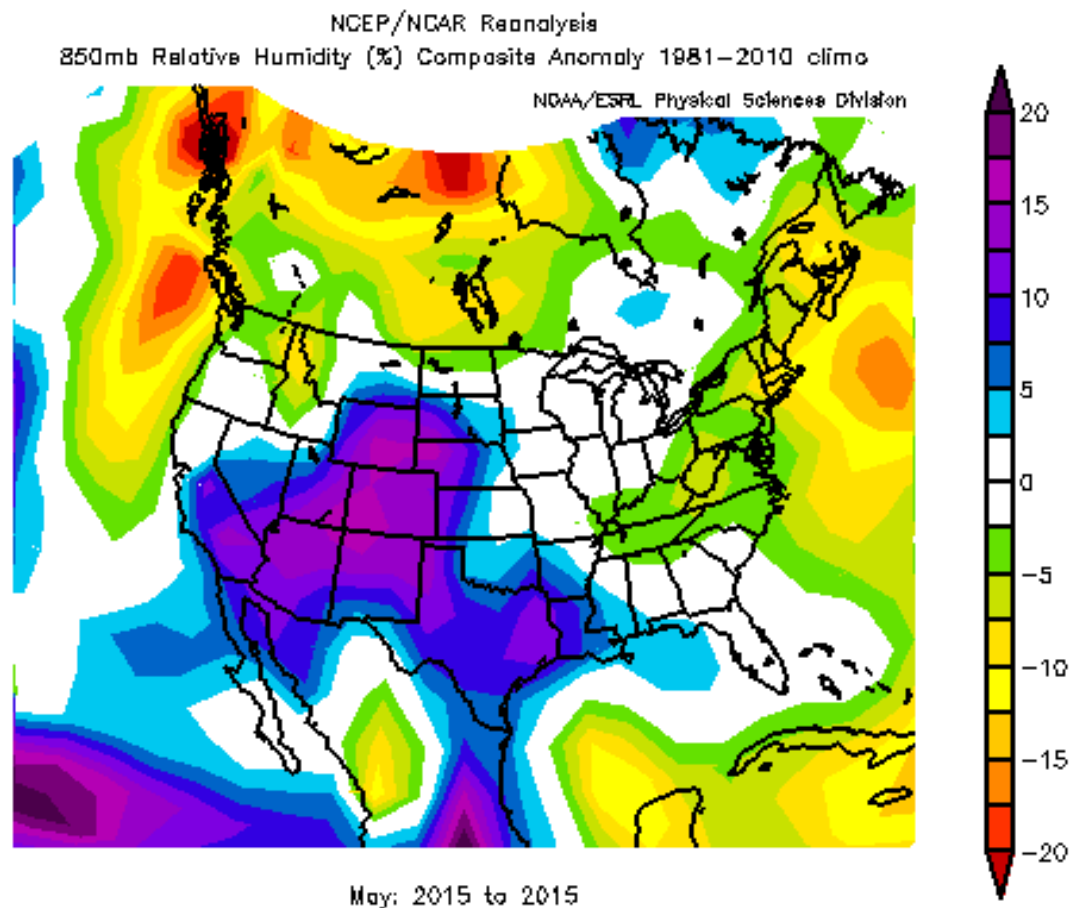 NCEP/NCAR Reanalysis
850mb Relative Humidity (%) Composite Anomaly 1981-2010 climo
NOAA/ESRL Physical Sciences Division
20
15
10
5
0
-5
-10
-15
-20
May: 2015 to 2015